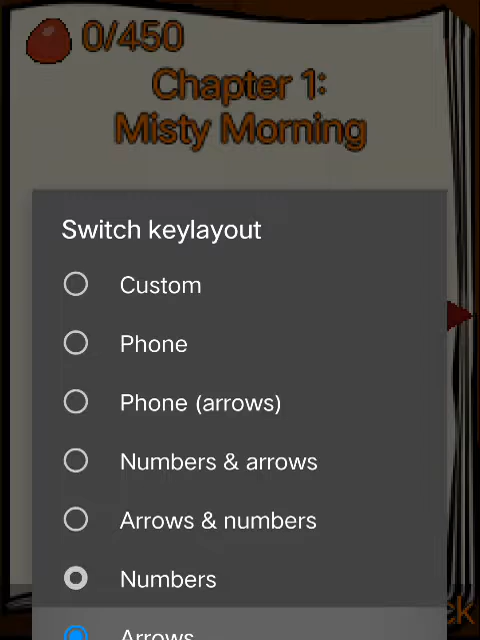 0/450
Chapter 1:
Misty Morning
Switch keylayout
Custom
Phone
Phone (arrows)
Numbers & arrows
Arrows & numbers
Numbers
Arrows